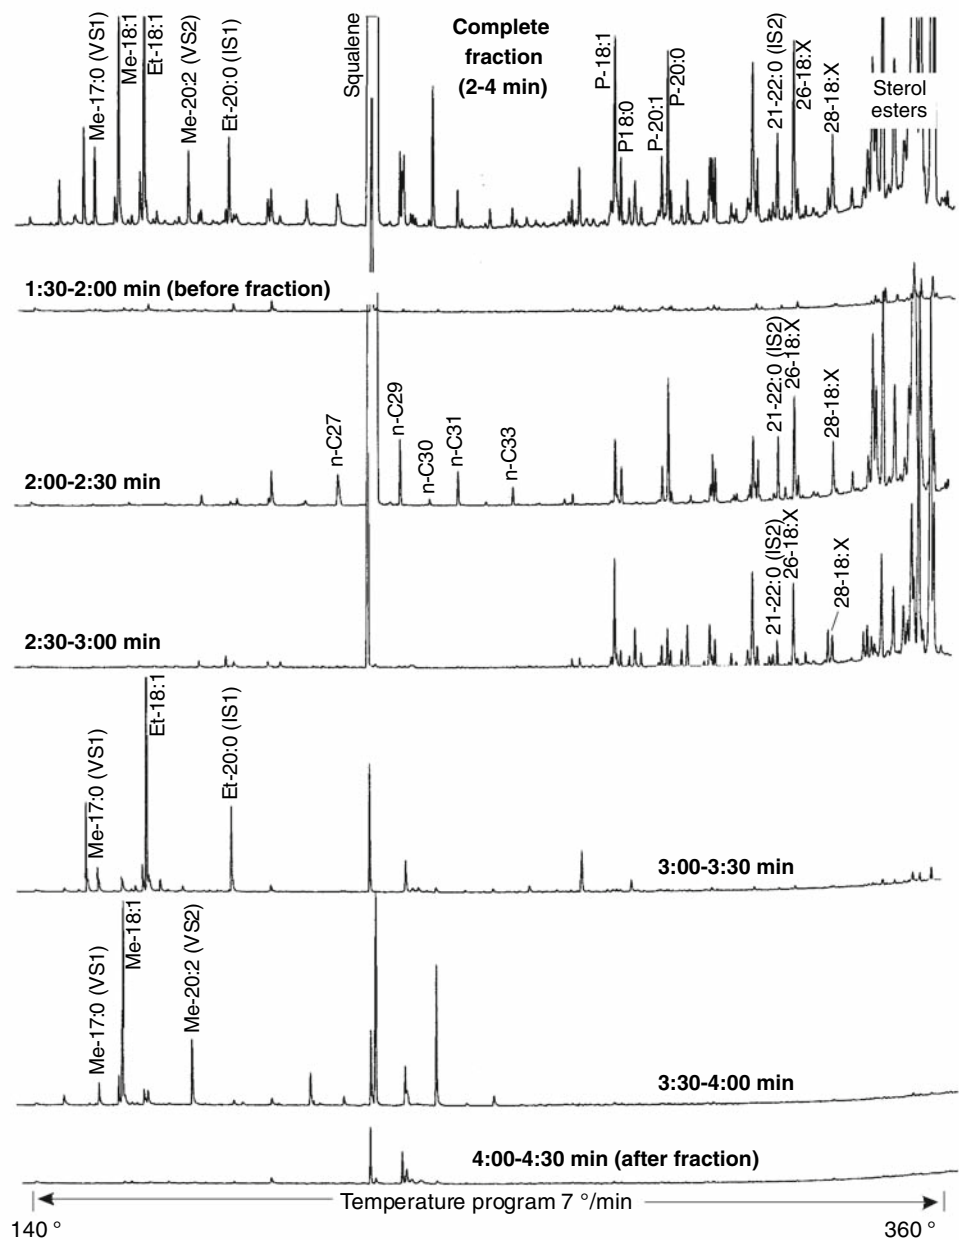 Me-17:0 (VS1)
Me-18:1
Et-18:1
Me-20:2 (VS2)
Et-20:0 (IS1)
Squalene
Complete
fraction
(2-4 min)
P-18:1
P18:0
P-20:1
P-20:0
21-22:0 (IS2)
26-18:X
28-18:X
Sterol
esters
1:30-2:00 min (before fraction)
2:00-2:30 min
n-C27
n-C29
n-C30
n-C31
n-C33
21-22:0 (IS2)
26-18:X
28-18:X
2:30-3:00 min
21-22:0 (IS2)
26-18:X
28-18:X
Me-17:0 (VS1)
Et-18:1
Et-20:0 (IS1)
3:00-3:30 min
Me-17:0 (VS1)
Me-18:1
Me-20:2 (VS2)
3:30-4:00 min
4:00-4:30 min (after fraction)
Temperature program 7 °/min
140 °
360 °